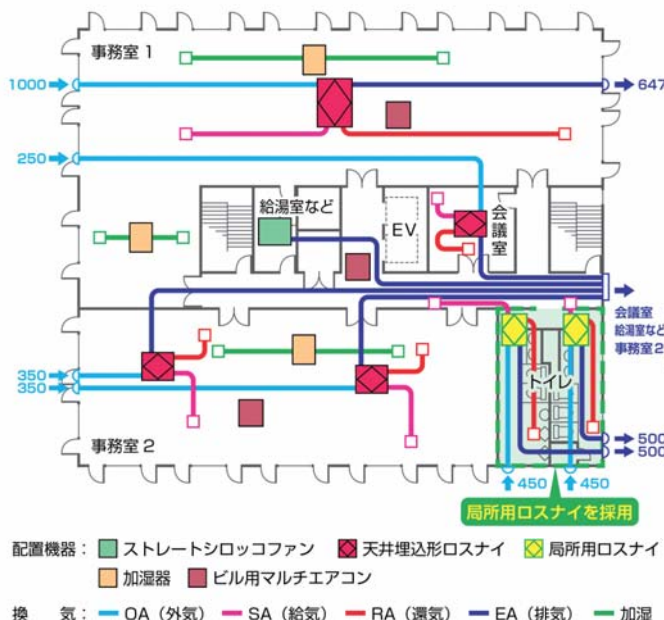 事務室1
1000
647
250
給湯室など
EV
会議室
会議室
給湯室など
事務室2
350
350
トイレ
500
500
事務室2
450
450
局所用ロスナイを採用
配置機器： ストレートシロッコファン 天井埋込形ロスナイ 局所用ロスナイ
加湿器 ビル用マルチエアコン
換　気： OA（外気） SA（給気） RA（還気） EA（排気） 加湿